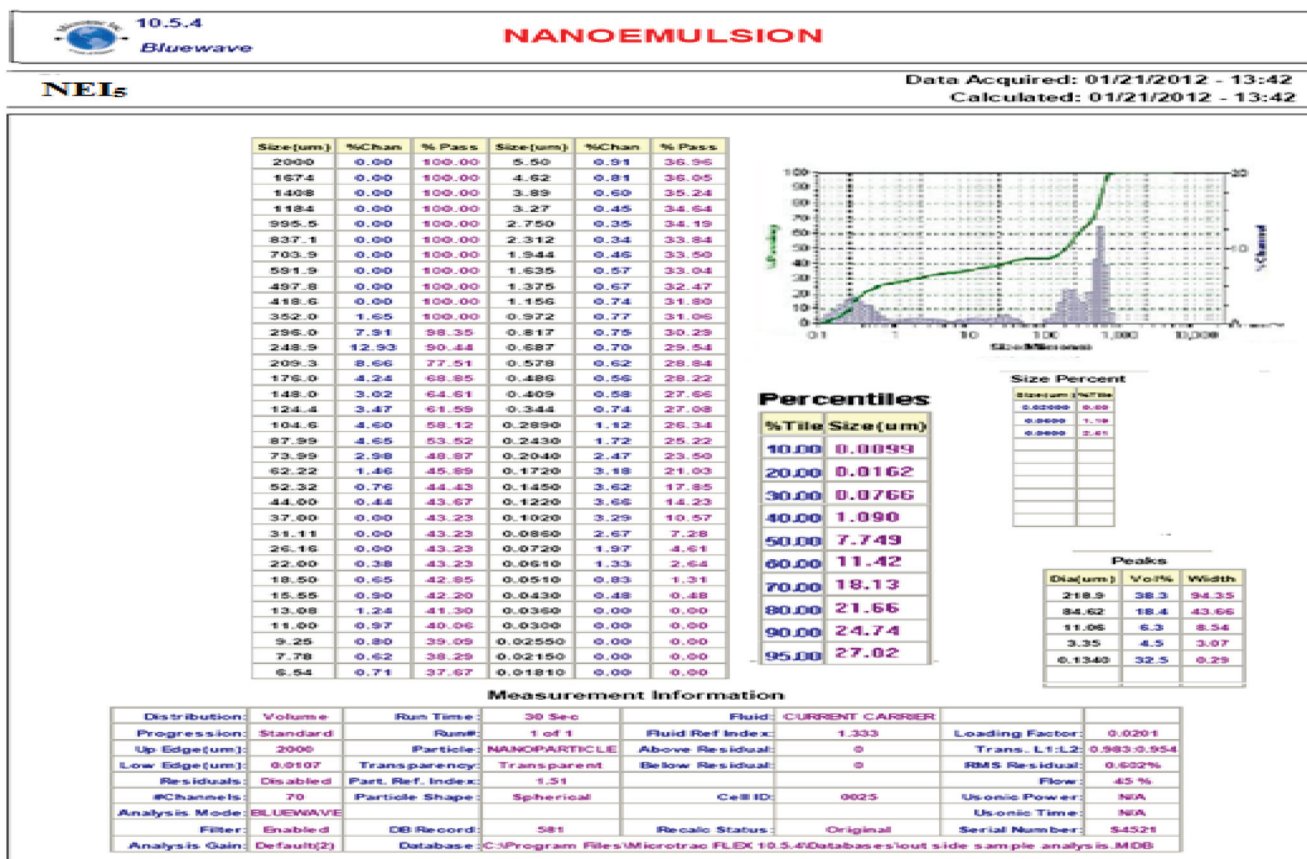 10.5.4
Bluewave
NANOEMULSION
NEI5
Data Acquired: 01/21/2012 - 13:42
Calculated: 01/21/2012 - 13:42
Size(um) %Chan % Pass Size(um) %Chan % Pass
2000 0.00 100.00 5.50 0.91 36.96
1674 0.00 100.00 4.62 0.81 36.05
1408 0.00 100.00 3.89 0.60 35.24
1184 0.00 100.00 3.27 0.45 34.64
995.5 0.00 100.00 2.750 0.35 34.19
837.1 0.00 100.00 2.312 0.34 33.84
703.9 0.00 100.00 1.944 0.46 33.50
591.9 0.00 100.00 1.635 0.57 33.04
497.8 0.00 100.00 1.375 0.67 32.47
418.6 0.00 100.00 1.156 0.74 31.80
352.0 1.65 100.00 0.972 0.77 31.06
296.0 7.91 98.35 0.817 0.75 30.29
248.9 12.93 90.44 0.687 0.70 29.54
209.3 8.66 77.51 0.578 0.62 28.84
176.0 4.24 68.85 0.486 0.56 28.22
148.0 3.02 64.61 0.409 0.58 27.66
124.4 3.47 61.59 0.344 0.74 27.08
104.6 4.60 58.12 0.2890 1.12 26.34
87.99 4.65 53.52 0.2430 1.72 25.22
73.99 2.98 48.87 0.2040 2.47 23.50
62.22 1.46 45.89 0.1720 3.18 21.03
52.32 0.76 44.43 0.1450 3.62 17.85
44.00 0.44 43.67 0.1220 3.66 14.23
37.00 0.00 43.23 0.1020 3.29 10.57
31.11 0.00 43.23 0.0860 2.67 7.28
26.16 0.00 43.23 0.0720 1.97 4.61
22.00 0.38 43.23 0.0610 1.33 2.64
18.50 0.65 42.85 0.0510 0.83 1.31
15.55 0.90 42.20 0.0430 0.48 0.48
13.08 1.24 41.30 0.0360 0.00 0.00
11.00 0.97 40.06 0.0300 0.00 0.00
9.25 0.80 39.09 0.02550 0.00 0.00
7.78 0.62 38.29 0.02150 0.00 0.00
6.54 0.71 37.67 0.01810 0.00 0.00
100 20
90
80
70
60
50 10
40
30
20
10
0 0
%Passing
%Channel
0.1 1 10 100 1,000 10,000
Size(Microns)
Percentiles
%Tile Size(um)
10.00 0.0099
20.00 0.0162
30.00 0.0766
40.00 1.090
50.00 7.749
60.00 11.42
70.00 18.13
80.00 21.66
90.00 24.74
95.00 27.02
Size Percent
Size(um) %Tile
0.02000 0.00
Peaks
Dia(um) Vol% Width
218.9 38.3 94.35
84.62 18.4 43.66
11.06 6.3 8.54
3.35 4.5 3.07
0.1340 32.5 0.29
Measurement Information
Distribution: Volume Run Time: 30 Sec Fluid: CURRENT CARRIER
Progression: Standard Run#: 1 of 1 Fluid Ref Index: 1.333 Loading Factor: 0.0201
Up Edge(um): 2000 Particle: NANOPARTICLE Above Residual: 0 Trans. L1:L2: 0.983:0.954
Low Edge(um): 0.0107 Transparency: Transparent Below Residual: 0 RMS Residual: 0.602%
Residuals: Disabled Part. Ref. Index: 1.51 Flow: 45 %
#Channels: 70 Particle Shape: Spherical Cell ID: 0025 Usonic Power: N/A
Analysis Mode: BLUEWAVE Usonic Time: N/A
Filter: Enabled DB Record: 581 Recalc Status: Original Serial Number: S4521
Analysis Gain: Default(2) Database: C:\Program Files\Microtrac FLEX 10.5.4\Databases\out side sample analysis.MDB